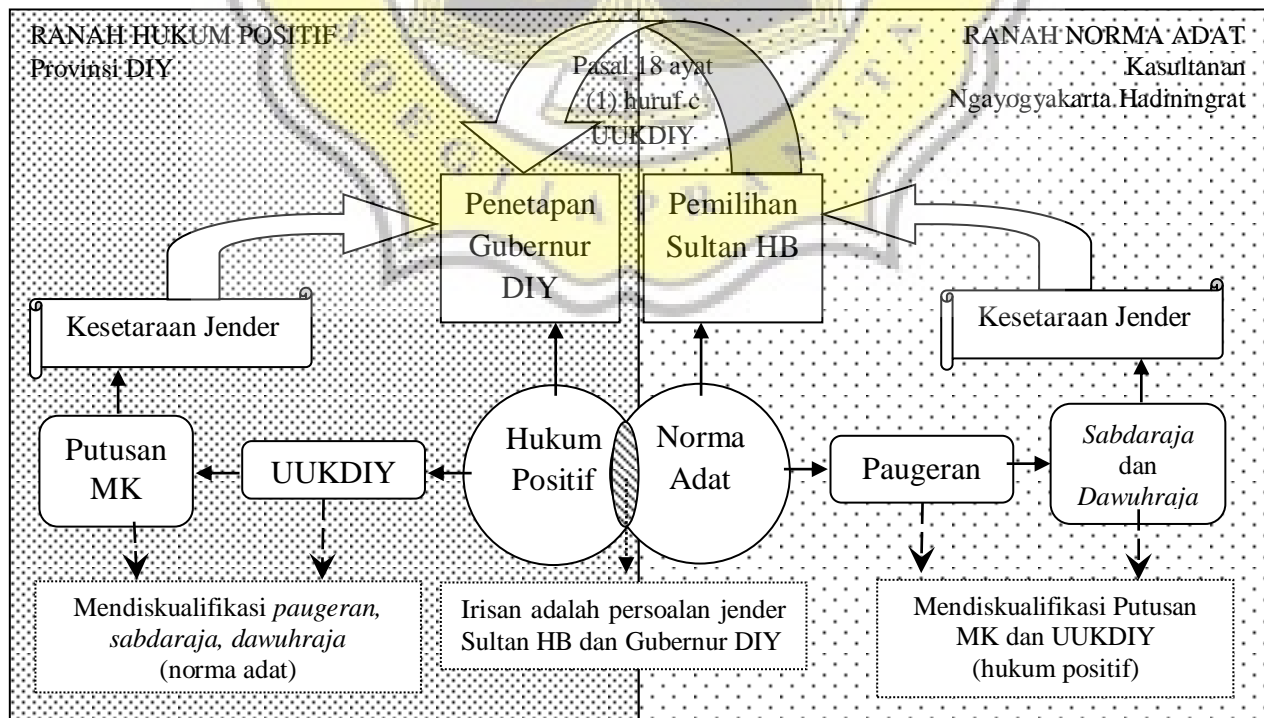 RANAH HUKUM POSITIF
Provinsi DIY
RANAH NORMA ADAT
Kasultanan
Ngayogyakarta Hadiningrat
Pasal 18 ayat
(1) huruf c
UUKDIY
Penetapan
Gubernur
DIY
Pemilihan
Sultan HB
Kesetaraan Jender
Kesetaraan Jender
Putusan
MK
UUKDIY
Hukum
Positif
Norma
Adat
Paugeran
Sabdaraja
dan
Dawuhraja
Mendiskualifikasi paugeran,
sabdaraja, dawuhraja
(norma adat)
Irisan adalah persoalan jender
Sultan HB dan Gubernur DIY
Mendiskualifikasi Putusan
MK dan UUKDIY
(hukum positif)